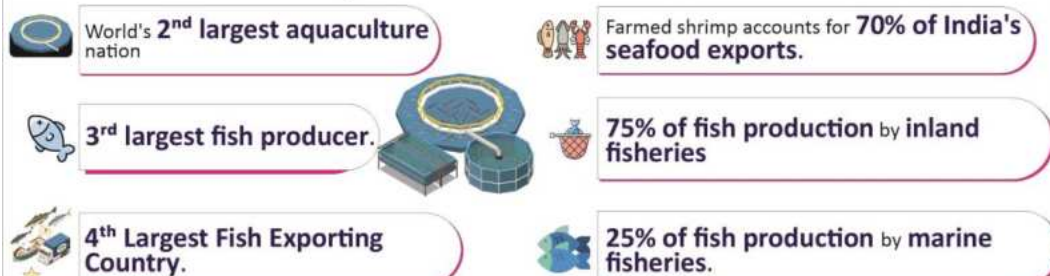 World's 2nd largest aquaculture
nation
3rd largest fish producer.
4th Largest Fish Exporting
Country.
Farmed shrimp accounts for 70% of India's
seafood exports.
75% of fish production by inland
fisheries
25% of fish production by marine
fisheries.